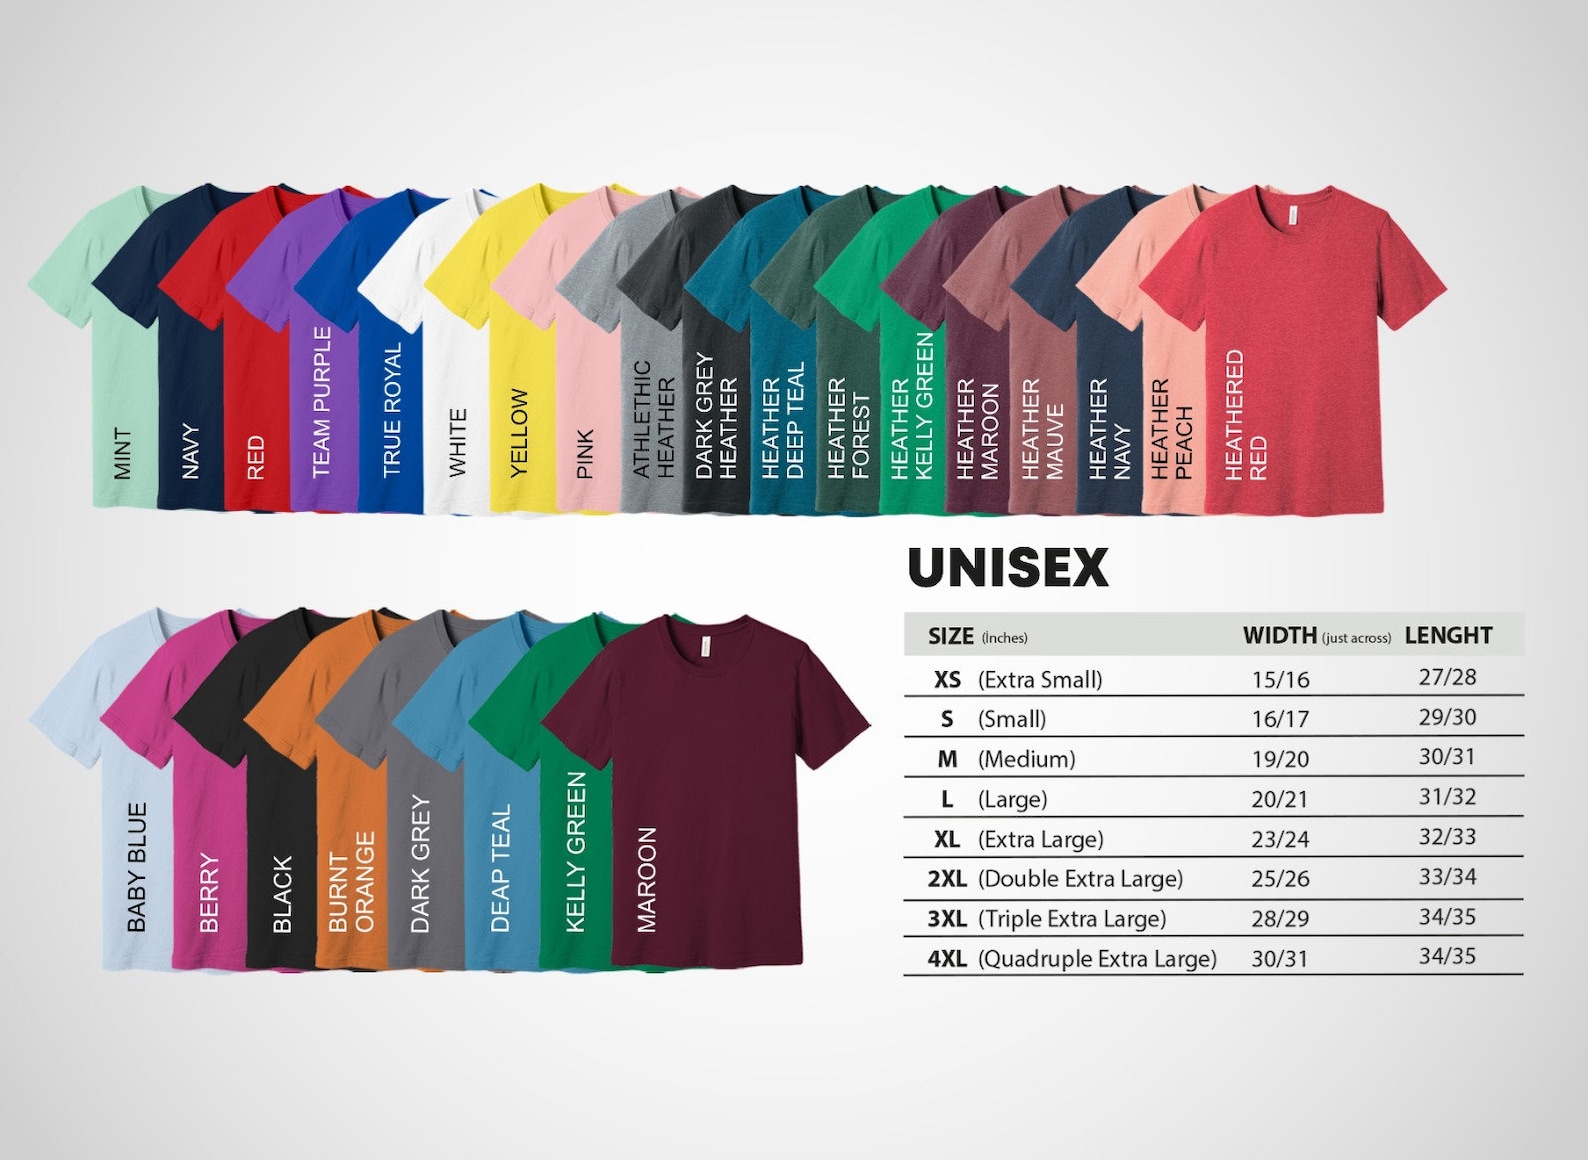 MINT
NAVY
RED
TEAM PURPLE
TRUE ROYAL
WHITE
YELLOW
PINK
ATHLETHIC
HEATHER
DARK GREY
HEATHER
HEATHER
DEEP TEAL
HEATHER
FOREST
HEATHER
KELLY GREEN
HEATHER
MAROON
HEATHER
MAUVE
HEATHER
NAVY
HEATHER
PEACH
HEATHERED
RED
BABY BLUE
BERRY
BLACK
BURNT
ORANGE
DARK GREY
DEAP TEAL
KELLY GREEN
MAROON
UNISEX
SIZE (İnches) WIDTH (just across) LENGHT
XS (Extra Small) 15/16 27/28
S (Small) 16/17 29/30
M (Medium) 19/20 30/31
L (Large) 20/21 31/32
XL (Extra Large) 23/24 32/33
2XL (Double Extra Large) 25/26 33/34
3XL (Triple Extra Large) 28/29 34/35
4XL (Quadruple Extra Large) 30/31 34/35